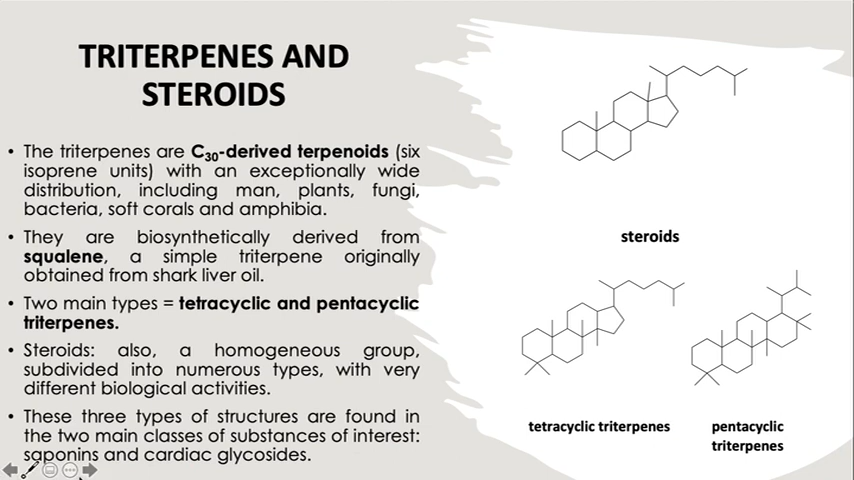 TRITERPENES AND
STEROIDS
• The triterpenes are C₃₀-derived terpenoids (six
isoprene units) with an exceptionally wide
distribution, including man, plants, fungi,
bacteria, soft corals and amphibia.
• They are biosynthetically derived from
squalene, a simple triterpene originally
obtained from shark liver oil.
• Two main types = tetracyclic and pentacyclic
triterpenes.
• Steroids: also, a homogeneous group,
subdivided into numerous types, with very
different biological activities.
• These three types of structures are found in
the two main classes of substances of interest:
saponins and cardiac glycosides.
steroids
tetracyclic triterpenes
pentacyclic
triterpenes